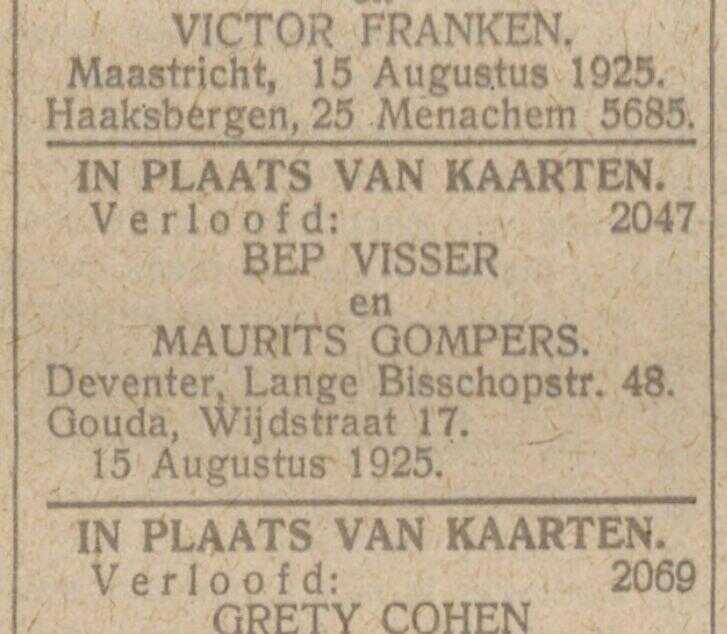 en
VICTOR FRANKEN.
Maastricht, 15 Augustus 1925.
Haaksbergen, 25 Menachem 5685.
IN PLAATS VAN KAARTEN.
Verloofd: 2047
BEP VISSER
en
MAURITS GOMPERS.
Deventer, Lange Bisschopstr. 48.
Gouda, Wijdstraat 17.
15 Augustus 1925.
IN PLAATS VAN KAARTEN.
Verloofd: 2069
GRETY COHEN